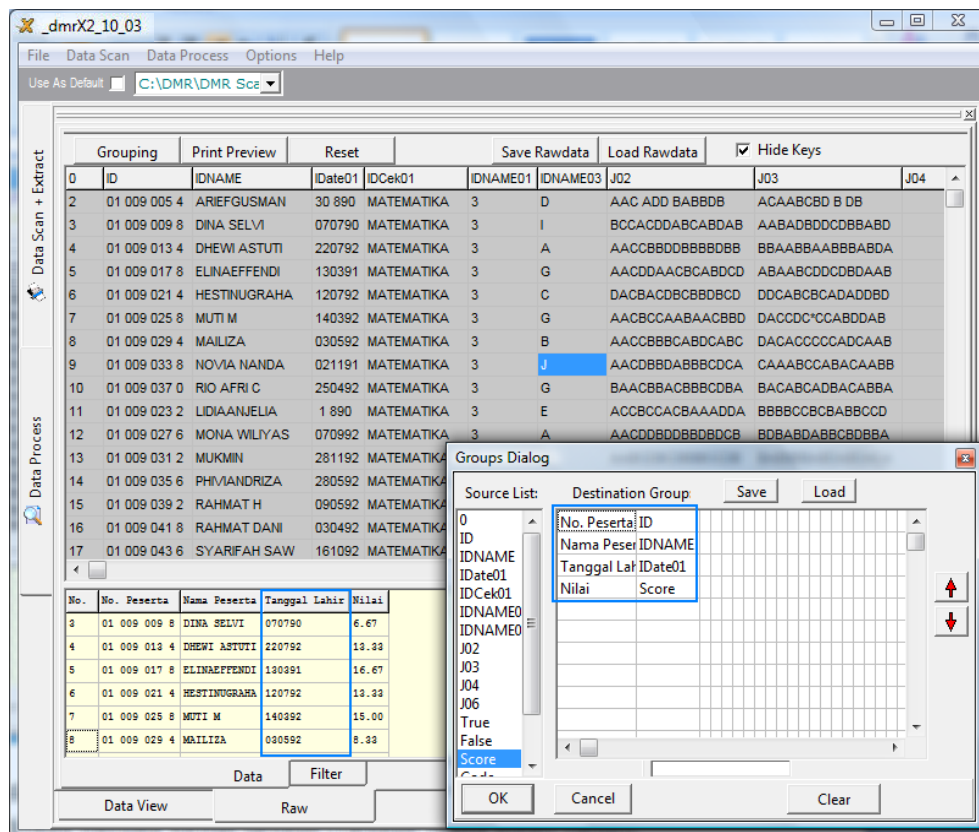 _dmrX2_10_03
File Data Scan Data Process Options Help
Use As Default C:\DMR\DMR Sca
Data Scan + Extract
Data Process
Grouping Print Preview Reset Save Rawdata Load Rawdata Hide Keys
0 ID IDNAME IDate01 IDCek01 IDNAME01 IDNAME03 J02 J03 J04
2 01 009 005 4 ARIEFGUSMAN 30 890 MATEMATIKA 3 D AAC ADD BABBDB ACAABCBD B DB
3 01 009 009 8 DINA SELVI 070790 MATEMATIKA 3 I BCCACDDABCABDAB AABADBDDCDBBABD
4 01 009 013 4 DHEWI ASTUTI 220792 MATEMATIKA 3 A AACCBBDDBBBBDBB BBAABBAABBBABDA
5 01 009 017 8 ELINAEFFENDI 130391 MATEMATIKA 3 G AACDDAACBCABDCD ABAABCDDCDBDAAB
6 01 009 021 4 HESTINUGRAHA 120792 MATEMATIKA 3 C DACBACDBCBBDBCD DDCABCBCADADDBD
7 01 009 025 8 MUTI M 140392 MATEMATIKA 3 G AACBCCAABAACBBD DACCDC*CCABDDAB
8 01 009 029 4 MAILIZA 030592 MATEMATIKA 3 B AACCBBBCABDCABC DACACCCCCADCAAB
9 01 009 033 8 NOVIA NANDA 021191 MATEMATIKA 3 J AACDBBDABBBCDCA CAAABCCABACAABB
10 01 009 037 0 RIO AFRI C 250492 MATEMATIKA 3 G BAACBBACBBBCDBA BACABCADBACABBA
11 01 009 023 2 LIDIAANJELIA 1 890 MATEMATIKA 3 E ACCBCCACBAAADDA BBBBCCBCBABBCCD
12 01 009 027 6 MONA WILIYAS 070992 MATEMATIKA 3 A AACDDBDDBBDBDCB BDBABDABBCBDBBA
13 01 009 031 2 MUKMIN 281192 MATEMATIKA
14 01 009 035 6 PHIVIANDRIZA 280592 MATEMATIKA
15 01 009 039 2 RAHMAT H 090592 MATEMATIKA
16 01 009 041 8 RAHMAT DANI 030492 MATEMATIKA
17 01 009 043 6 SYARIFAH SAW 161092 MATEMATIKA
No. No. Peserta Nama Peserta Tanggal Lahir Nilai
3 01 009 009 8 DINA SELVI 070790 6.67
4 01 009 013 4 DHEWI ASTUTI 220792 13.33
5 01 009 017 8 ELINAEFFENDI 130391 16.67
6 01 009 021 4 HESTINUGRAHA 120792 13.33
7 01 009 025 8 MUTI M 140392 15.00
8 01 009 029 4 MAILIZA 030592 8.33
Data Filter
Data View Raw
Groups Dialog
Source List: Destination Group: Save Load
0
ID
IDNAME
IDate01
IDCek01
IDNAME0
IDNAME0
J02
J03
J04
J06
True
False
Score
No. Peserta ID
Nama Peser IDNAME
Tanggal Lah IDate01
Nilai Score
OK Cancel Clear